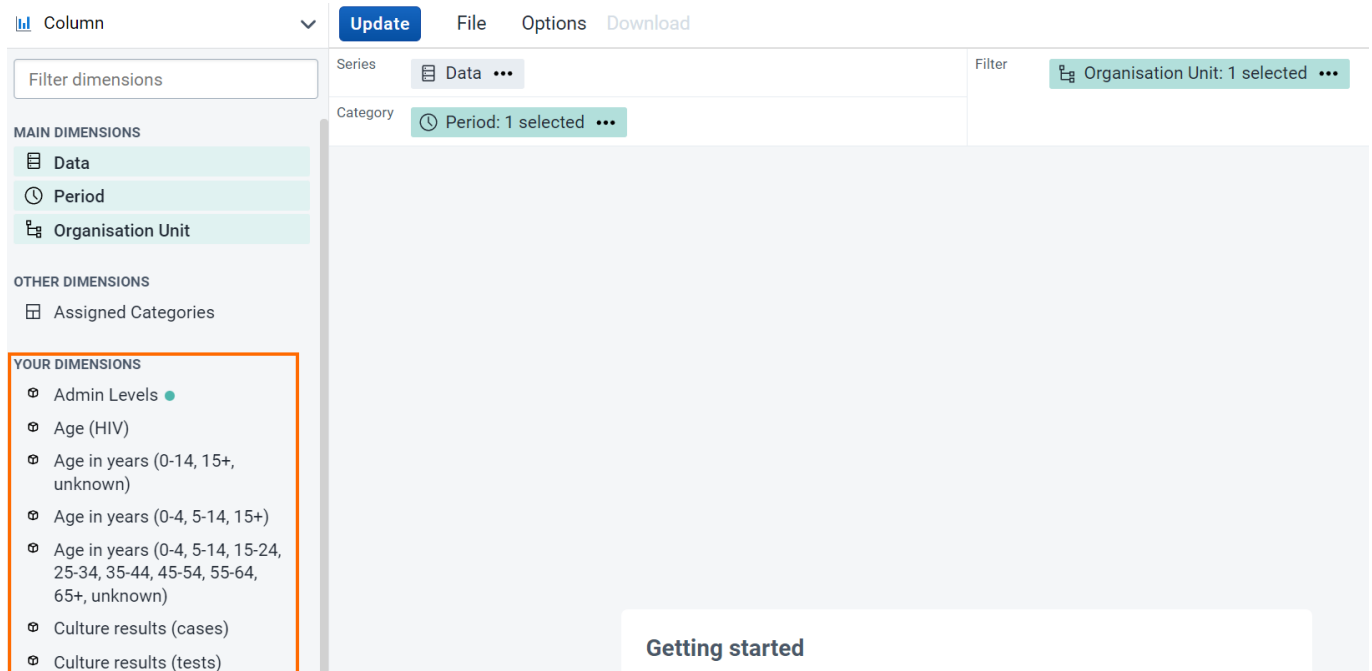 Column
Update
File
Options
Download
Filter dimensions
Series
Data
Filter
Organisation Unit: 1 selected
Category
Period: 1 selected
MAIN DIMENSIONS
Data
Period
Organisation Unit
OTHER DIMENSIONS
Assigned Categories
YOUR DIMENSIONS
Admin Levels
Age (HIV)
Age in years (0-14, 15+,
unknown)
Age in years (0-4, 5-14, 15+)
Age in years (0-4, 5-14, 15-24,
25-34, 35-44, 45-54, 55-64,
65+, unknown)
Culture results (cases)
Culture results (tests)
Getting started